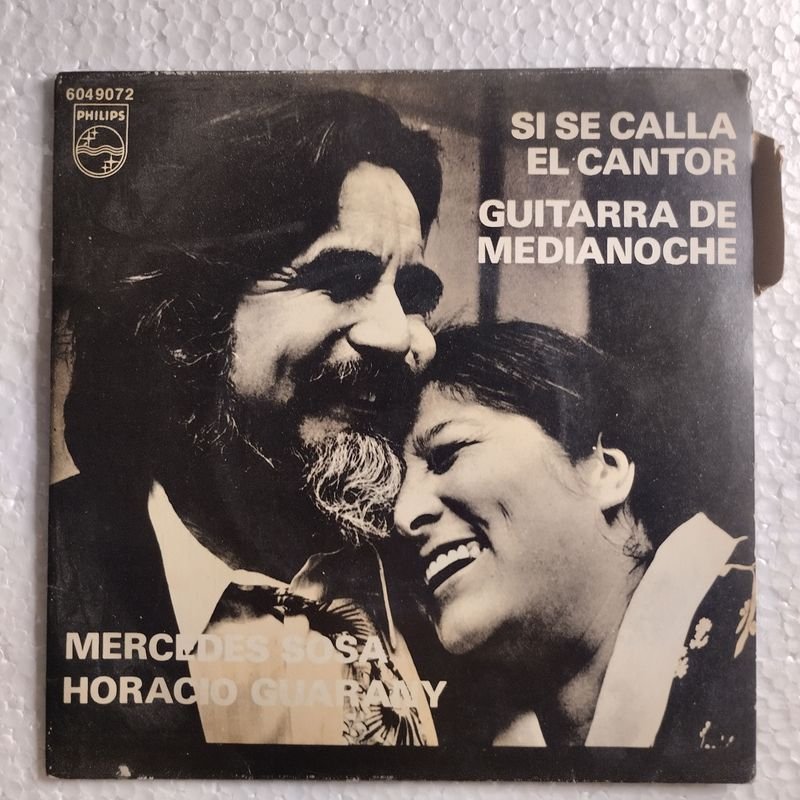 6049072
PHILIPS
SI SE CALLA
EL CANTOR
GUITARRA DE
MEDIANOCHE
MERCEDES SOSA
HORACIO GUARANY